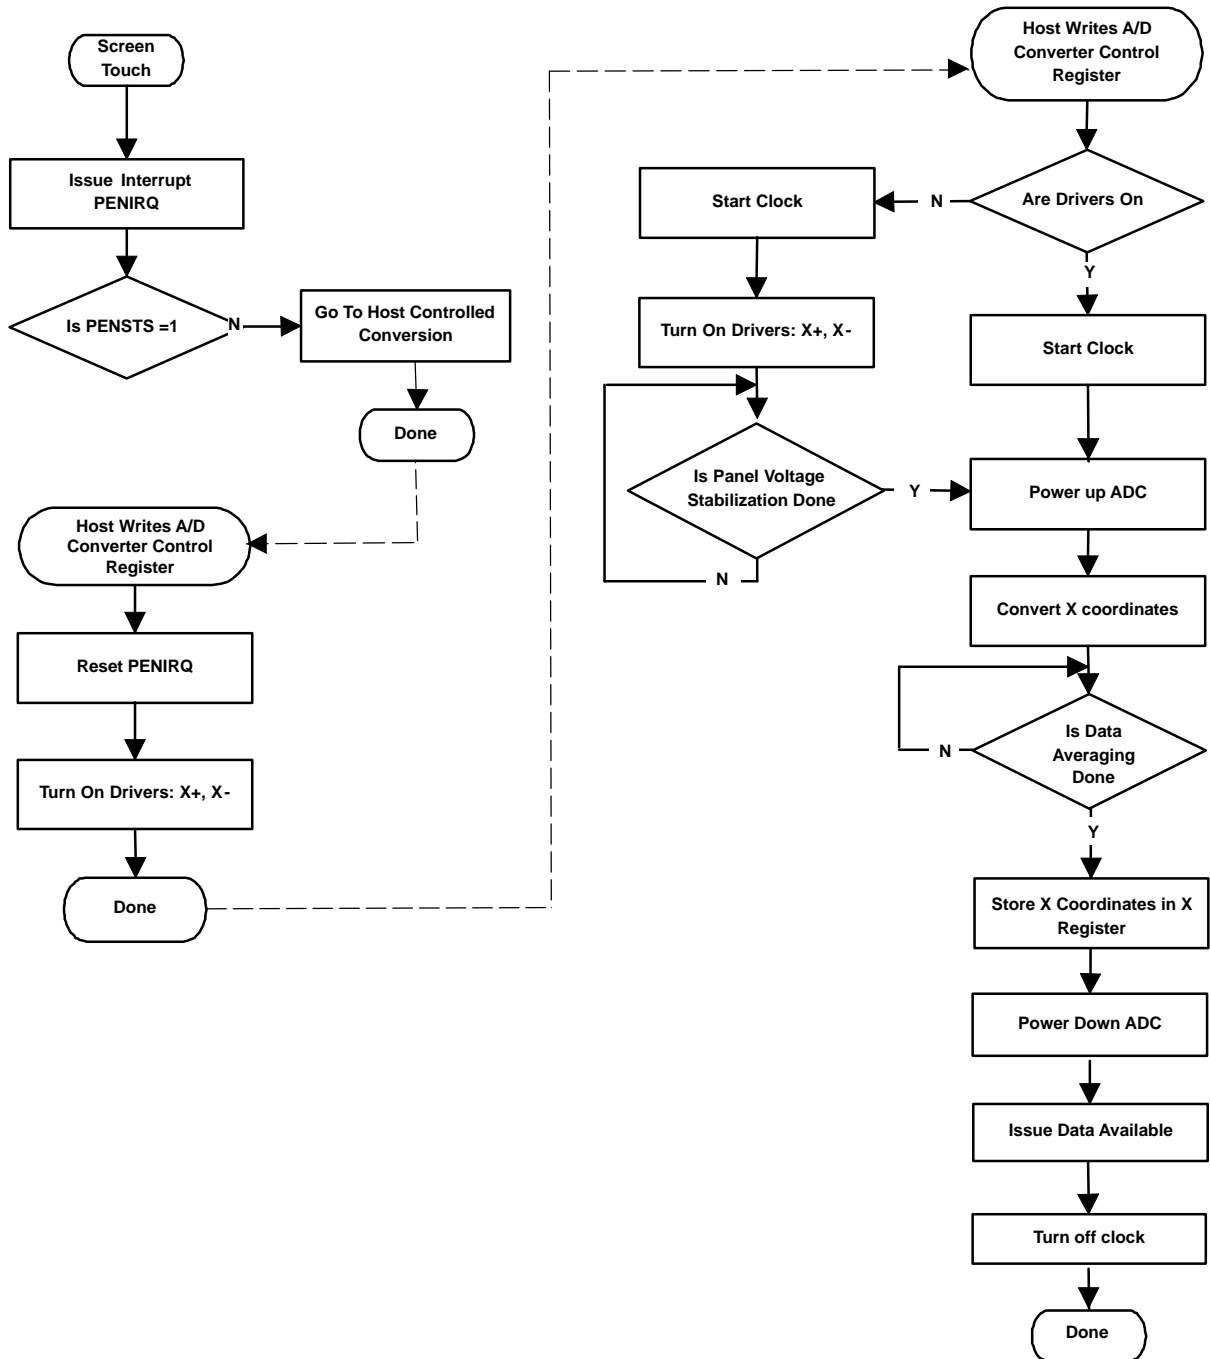 Screen
Touch
Issue Interrupt
PENIRQ
Is PENSTS =1
N
Go To Host Controlled
Conversion
Done
Host Writes A/D
Converter Control
Register
Reset PENIRQ
Turn On Drivers: X+, X-
Done
Host Writes A/D
Converter Control
Register
Are Drivers On
N
Y
Start Clock
Turn On Drivers: X+, X-
Is Panel Voltage
Stabilization Done
Y
N
Start Clock
Power up ADC
Convert X coordinates
Is Data
Averaging
Done
N
Y
Store X Coordinates in X
Register
Power Down ADC
Issue Data Available
Turn off clock
Done